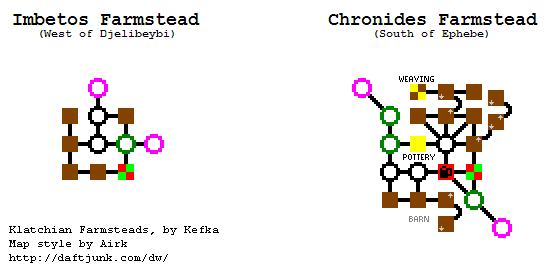 Imbetos Farmstead
(West of Djelibeybi)
Chronides Farmstead
(South of Ephebe)
WEAVING
POTTERY
BARN
Klatchian Farmsteads, by Kefka
Map style by Airk
http://daftjunk.com/dw/